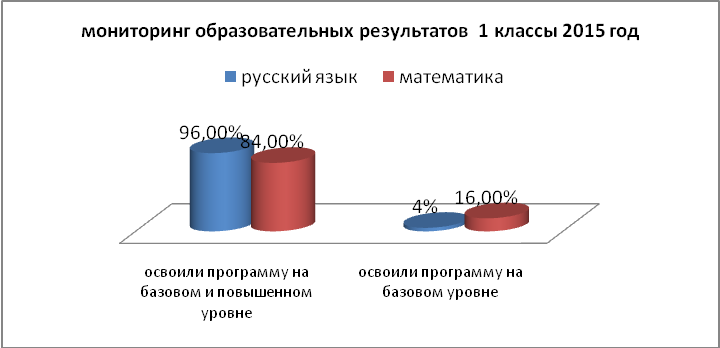 мониторинг образовательных результатов 1 классы 2015 год
русский язык математика
96,00% 84,00%
4% 16,00%
освоили программу на
базовом и повышенном
уровне
освоили программу на
базовом уровне